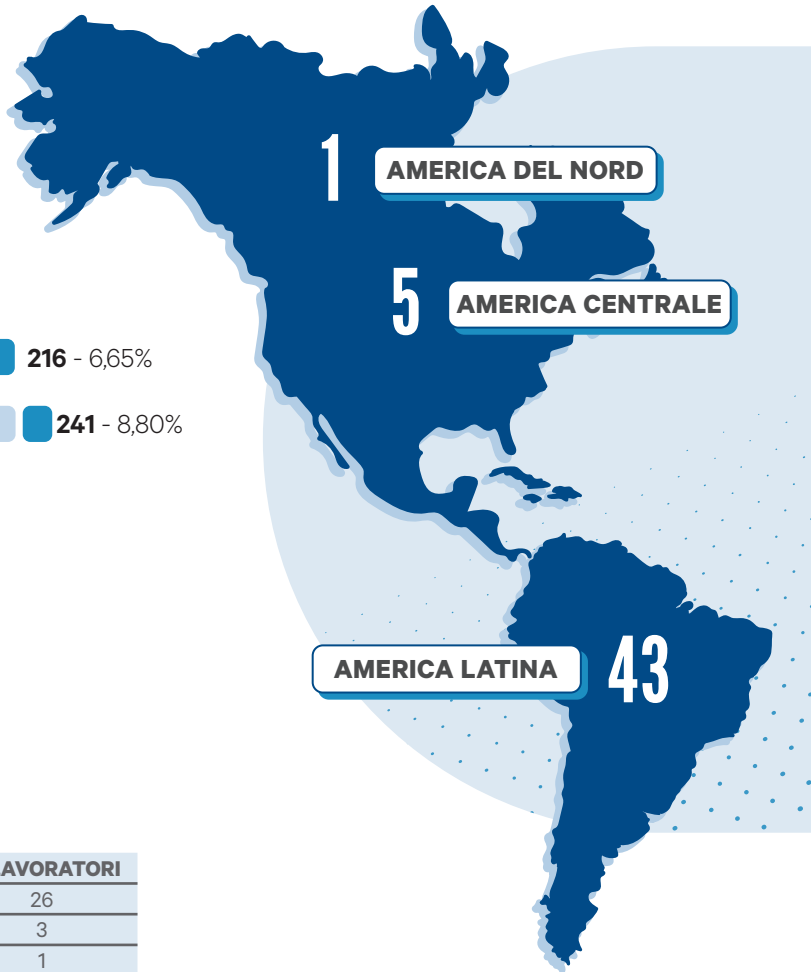 1 AMERICA DEL NORD
5 AMERICA CENTRALE
216 - 6,65%
241 - 8,80%
AMERICA LATINA 43
AVORATORI
26
3
1